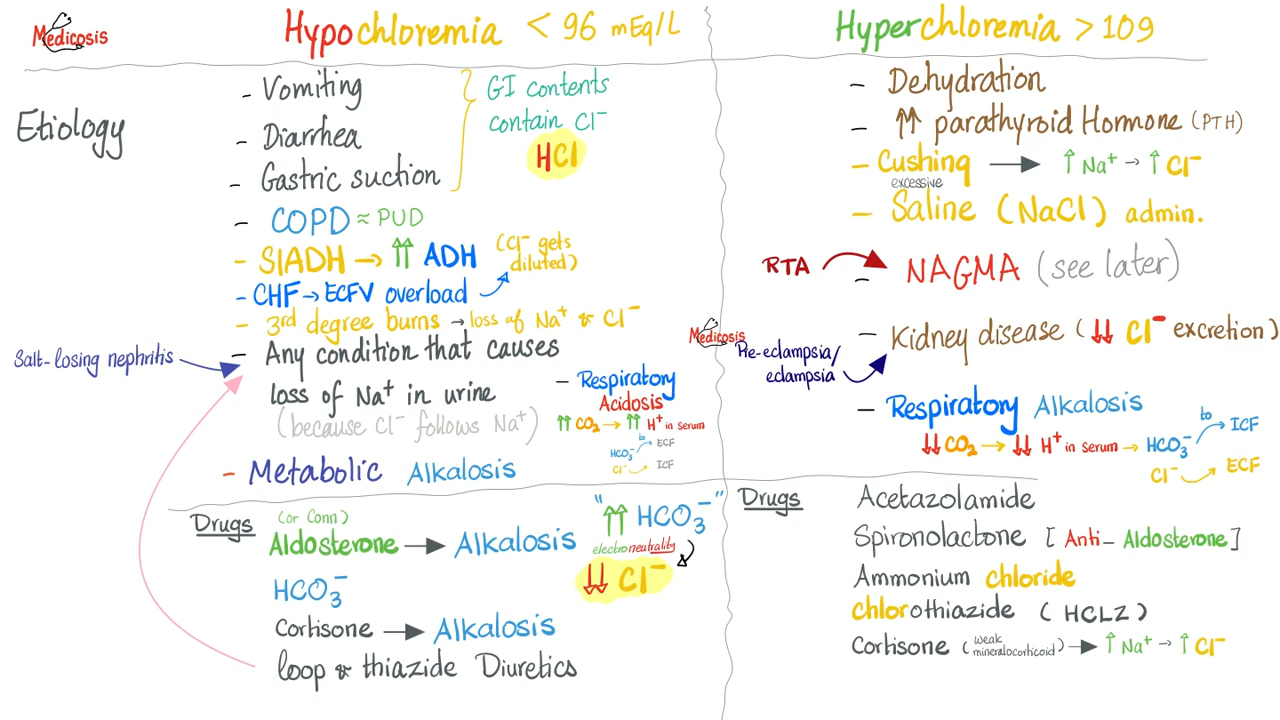 Medicosis
Hypochloremia < 96 mEq/L
Etiology
- Vomiting
- Diarrhea
- Gastric suction
GI contents
contain Cl⁻
HCl
- COPD ≈ PUD
- SIADH → ↑↑ ADH (Cl⁻ gets
diluted)
- CHF → ECFV overload
- 3rd degree burns → loss of Na⁺ & Cl⁻
Salt-losing nephritis
- Any condition that causes
loss of Na⁺ in urine
(because Cl⁻ follows Na⁺)
- Respiratory
Acidosis
↑↑ CO₂ → ↑↑ H⁺ in serum
HCO₃⁻ to → ECF
Cl⁻ → ICF
- Metabolic Alkalosis
Drugs
(or Conn)
Aldosterone → Alkalosis
"↑↑ HCO₃⁻"
electroneutrality
↓↓ Cl⁻
HCO₃⁻
Cortisone → Alkalosis
loop & thiazide Diuretics
Hyperchloremia > 109
- Dehydration
- ↑↑ parathyroid Hormone (PTH)
- Cushing → ↑ Na⁺ → ↑ Cl⁻
excessive
- Saline (NaCl) admin.
RTA → - NAGMA (see later)
Medicosis
- Kidney disease (↓↓ Cl⁻ excretion)
Pre-eclampsia/
eclampsia
- Respiratory Alkalosis
↓↓ CO₂ → ↓↓ H⁺ in serum → HCO₃⁻ to → ICF
Cl⁻ → ECF
Drugs
Acetazolamide
Spironolactone [Anti-Aldosterone]
Ammonium chloride
chlorothiazide (HCLZ)
Cortisone (weak
mineralocorticoid) → ↑ Na⁺ → ↑ Cl⁻